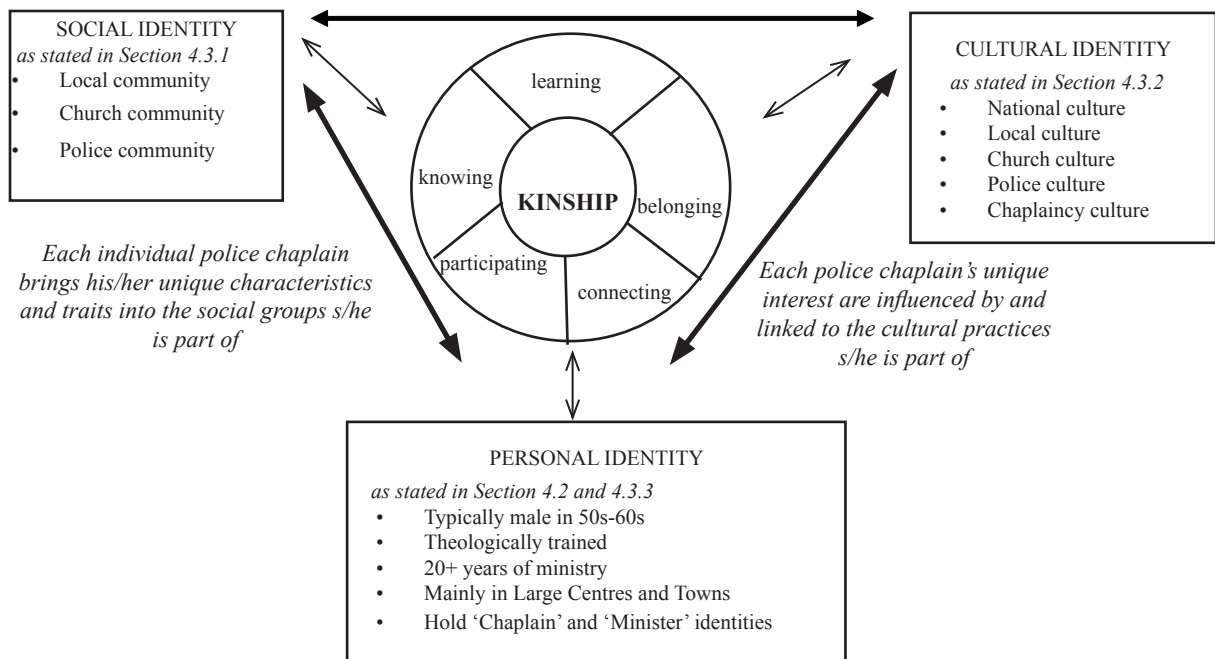 SOCIAL IDENTITY
as stated in Section 4.3.1
• Local community
• Church community
• Police community
learning
knowing
KINSHIP
belonging
participating
connecting
CULTURAL IDENTITY
as stated in Section 4.3.2
• National culture
• Local culture
• Church culture
• Police culture
• Chaplaincy culture
Each individual police chaplain
brings his/her unique characteristics
and traits into the social groups s/he
is part of
Each police chaplain’s unique
interest are influenced by and
linked to the cultural practices
s/he is part of
PERSONAL IDENTITY
as stated in Section 4.2 and 4.3.3
• Typically male in 50s-60s
• Theologically trained
• 20+ years of ministry
• Mainly in Large Centres and Towns
• Hold ‘Chaplain’ and ‘Minister’ identities